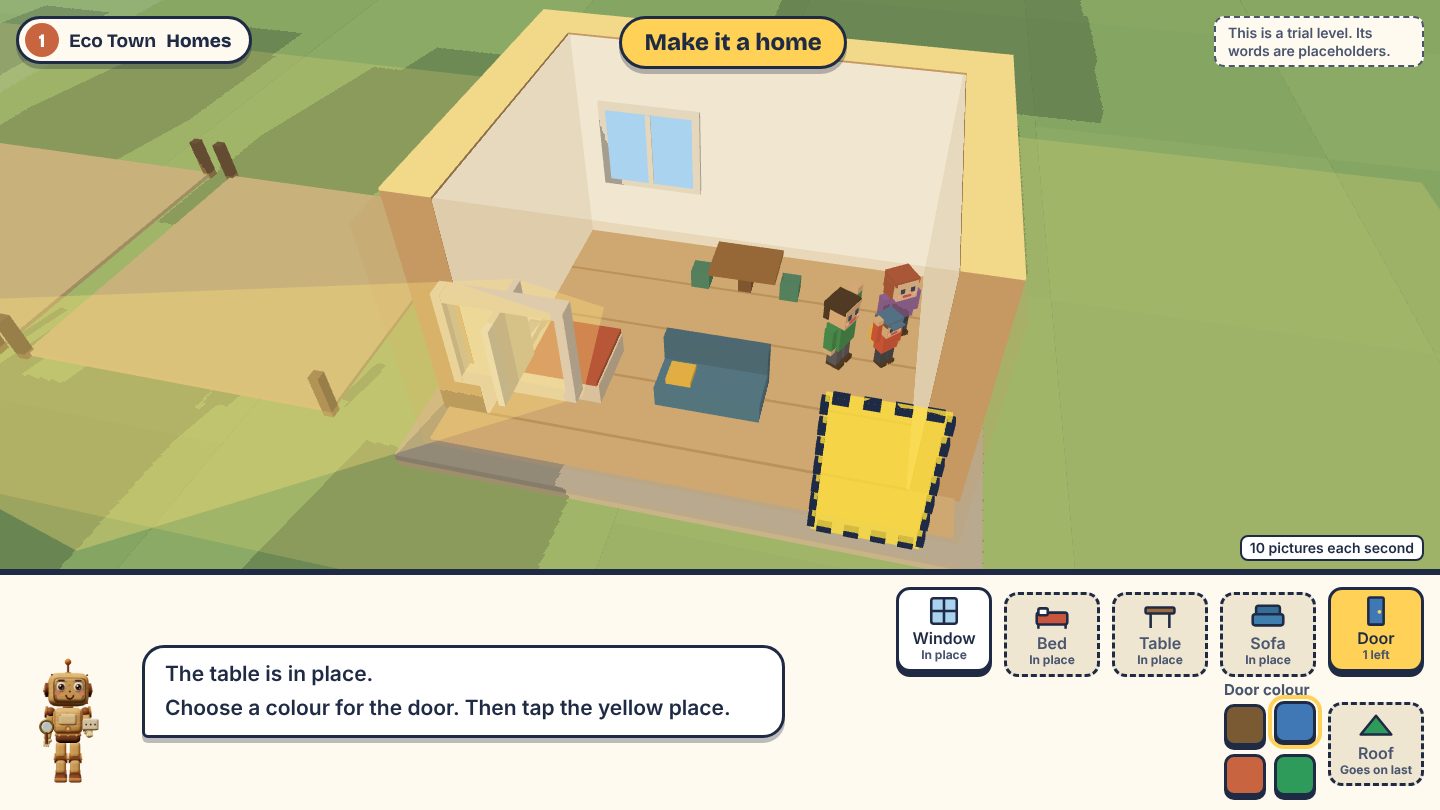 1 Eco Town Homes
Make it a home
This is a trial level. Its
words are placeholders.
10 pictures each second
The table is in place.
Choose a colour for the door. Then tap the yellow place.
Window
In place
Bed
In place
Table
In place
Sofa
In place
Door
1 left
Door colour
Roof
Goes on last